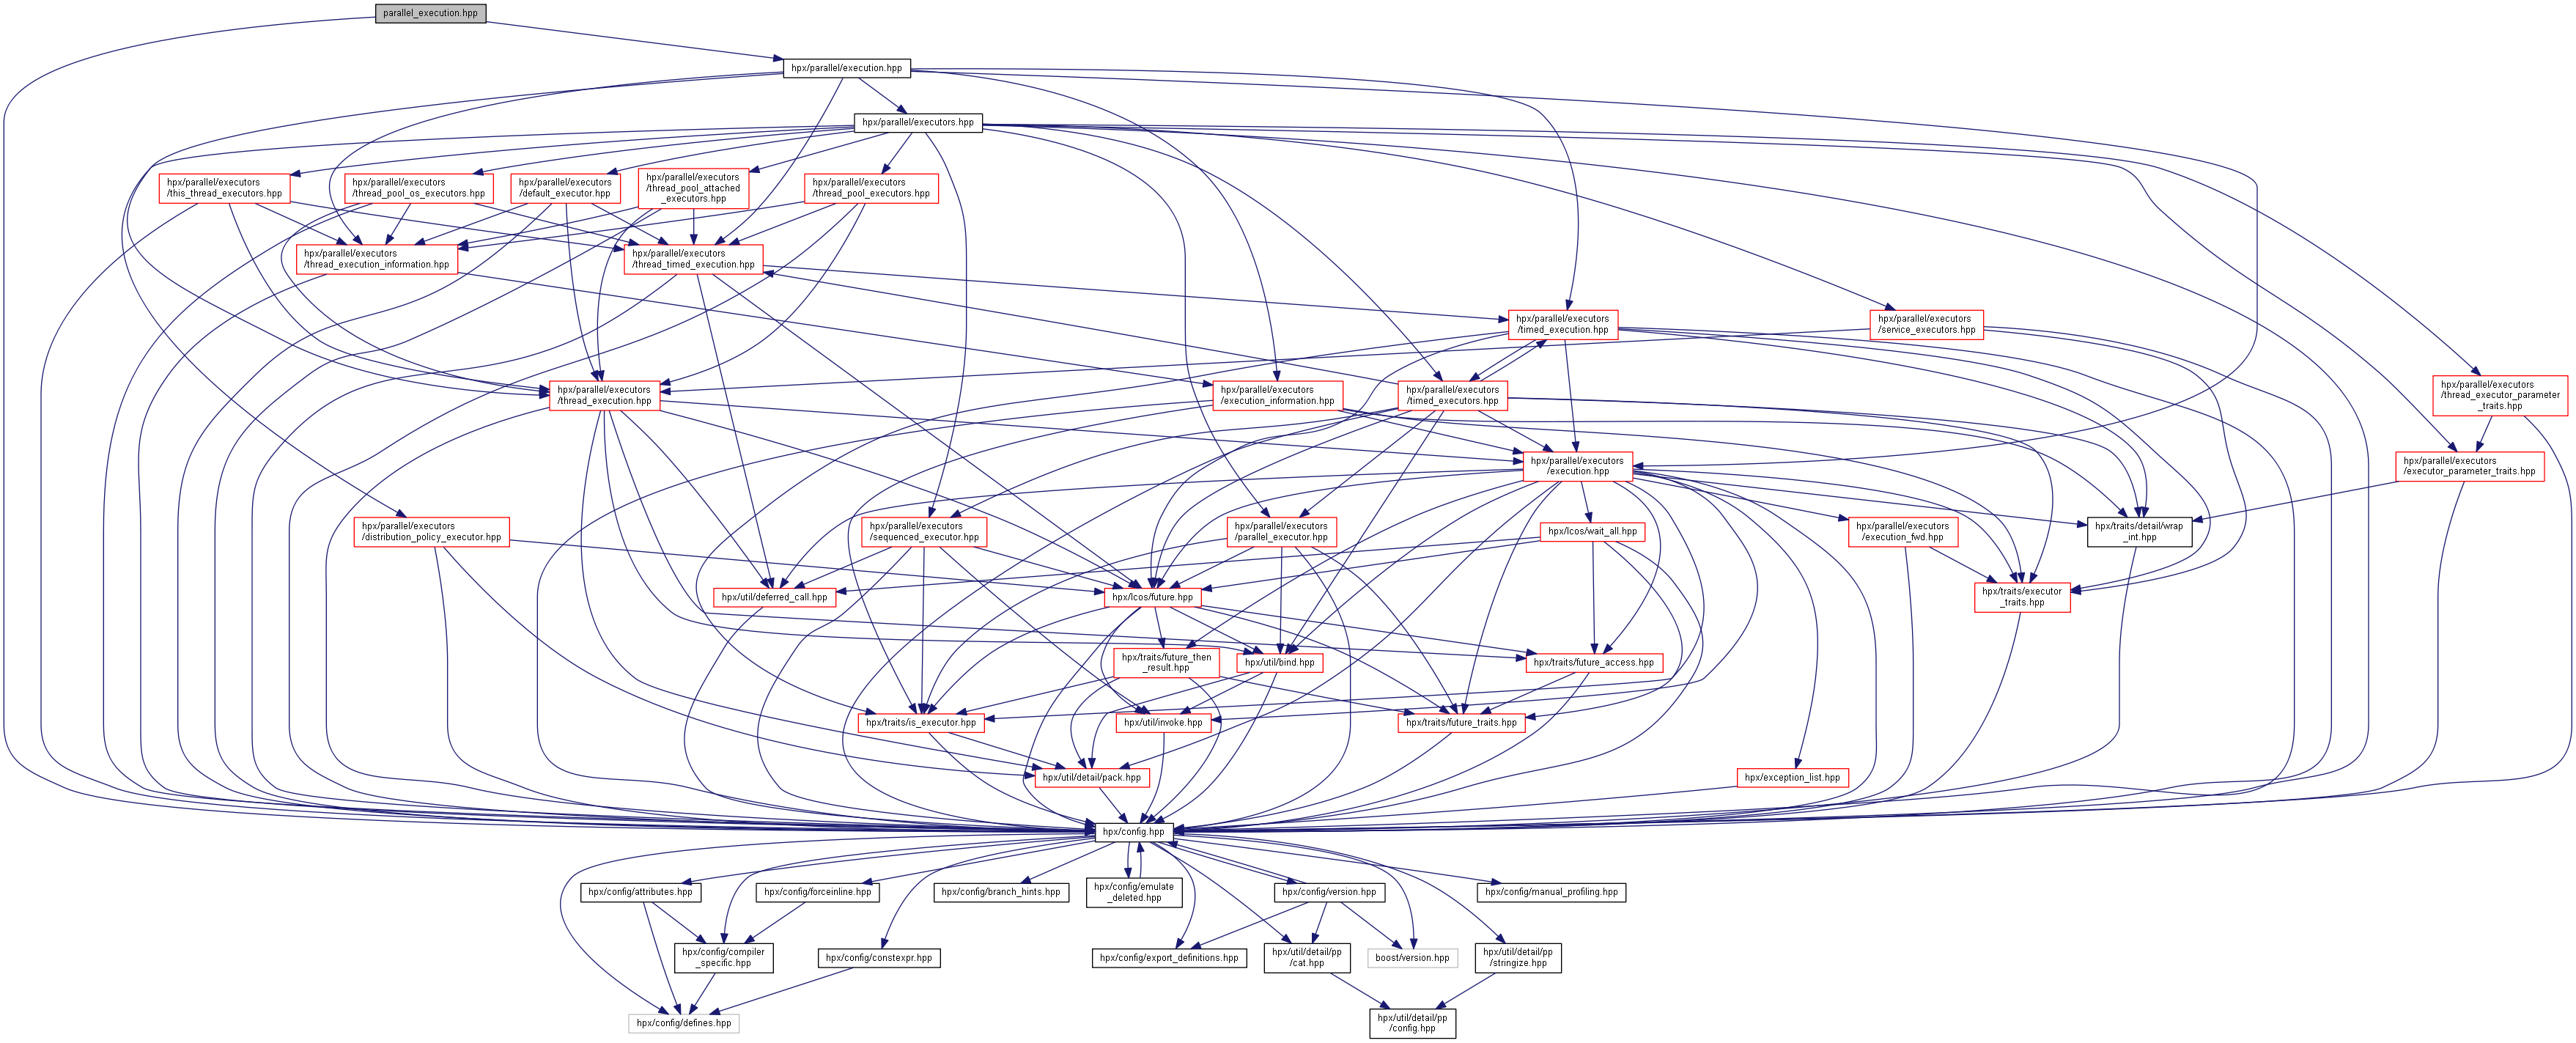 parallel_execution.hpp
hpx/parallel/execution.hpp
hpx/parallel/executors.hpp
hpx/parallel/executors
/this_thread_executors.hpp
hpx/parallel/executors
/thread_pool_os_executors.hpp
hpx/parallel/executors
/default_executor.hpp
hpx/parallel/executors
/thread_pool_attached
_executors.hpp
hpx/parallel/executors
/thread_pool_executors.hpp
hpx/parallel/executors
/thread_execution_information.hpp
hpx/parallel/executors
/thread_timed_execution.hpp
hpx/parallel/executors
/timed_execution.hpp
hpx/parallel/executors
/service_executors.hpp
hpx/parallel/executors
/thread_execution.hpp
hpx/parallel/executors
/execution_information.hpp
hpx/parallel/executors
/timed_executors.hpp
hpx/parallel/executors
/thread_executor_parameter
_traits.hpp
hpx/parallel/executors
/execution.hpp
hpx/parallel/executors
/executor_parameter_traits.hpp
hpx/parallel/executors
/distribution_policy_executor.hpp
hpx/parallel/executors
/sequenced_executor.hpp
hpx/parallel/executors
/parallel_executor.hpp
hpx/lcos/wait_all.hpp
hpx/parallel/executors
/execution_fwd.hpp
hpx/traits/detail/wrap
_int.hpp
hpx/util/deferred_call.hpp
hpx/lcos/future.hpp
hpx/traits/executor
_traits.hpp
hpx/traits/future_then
_result.hpp
hpx/util/bind.hpp
hpx/traits/future_access.hpp
hpx/traits/is_executor.hpp
hpx/util/invoke.hpp
hpx/traits/future_traits.hpp
hpx/util/detail/pack.hpp
hpx/exception_list.hpp
hpx/config.hpp
hpx/config/attributes.hpp
hpx/config/forceinline.hpp
hpx/config/branch_hints.hpp
hpx/config/emulate
_deleted.hpp
hpx/config/version.hpp
hpx/config/manual_profiling.hpp
hpx/config/compiler
_specific.hpp
hpx/config/constexpr.hpp
hpx/config/export_definitions.hpp
hpx/util/detail/pp
/cat.hpp
boost/version.hpp
hpx/util/detail/pp
/stringize.hpp
hpx/config/defines.hpp
hpx/util/detail/pp
/config.hpp